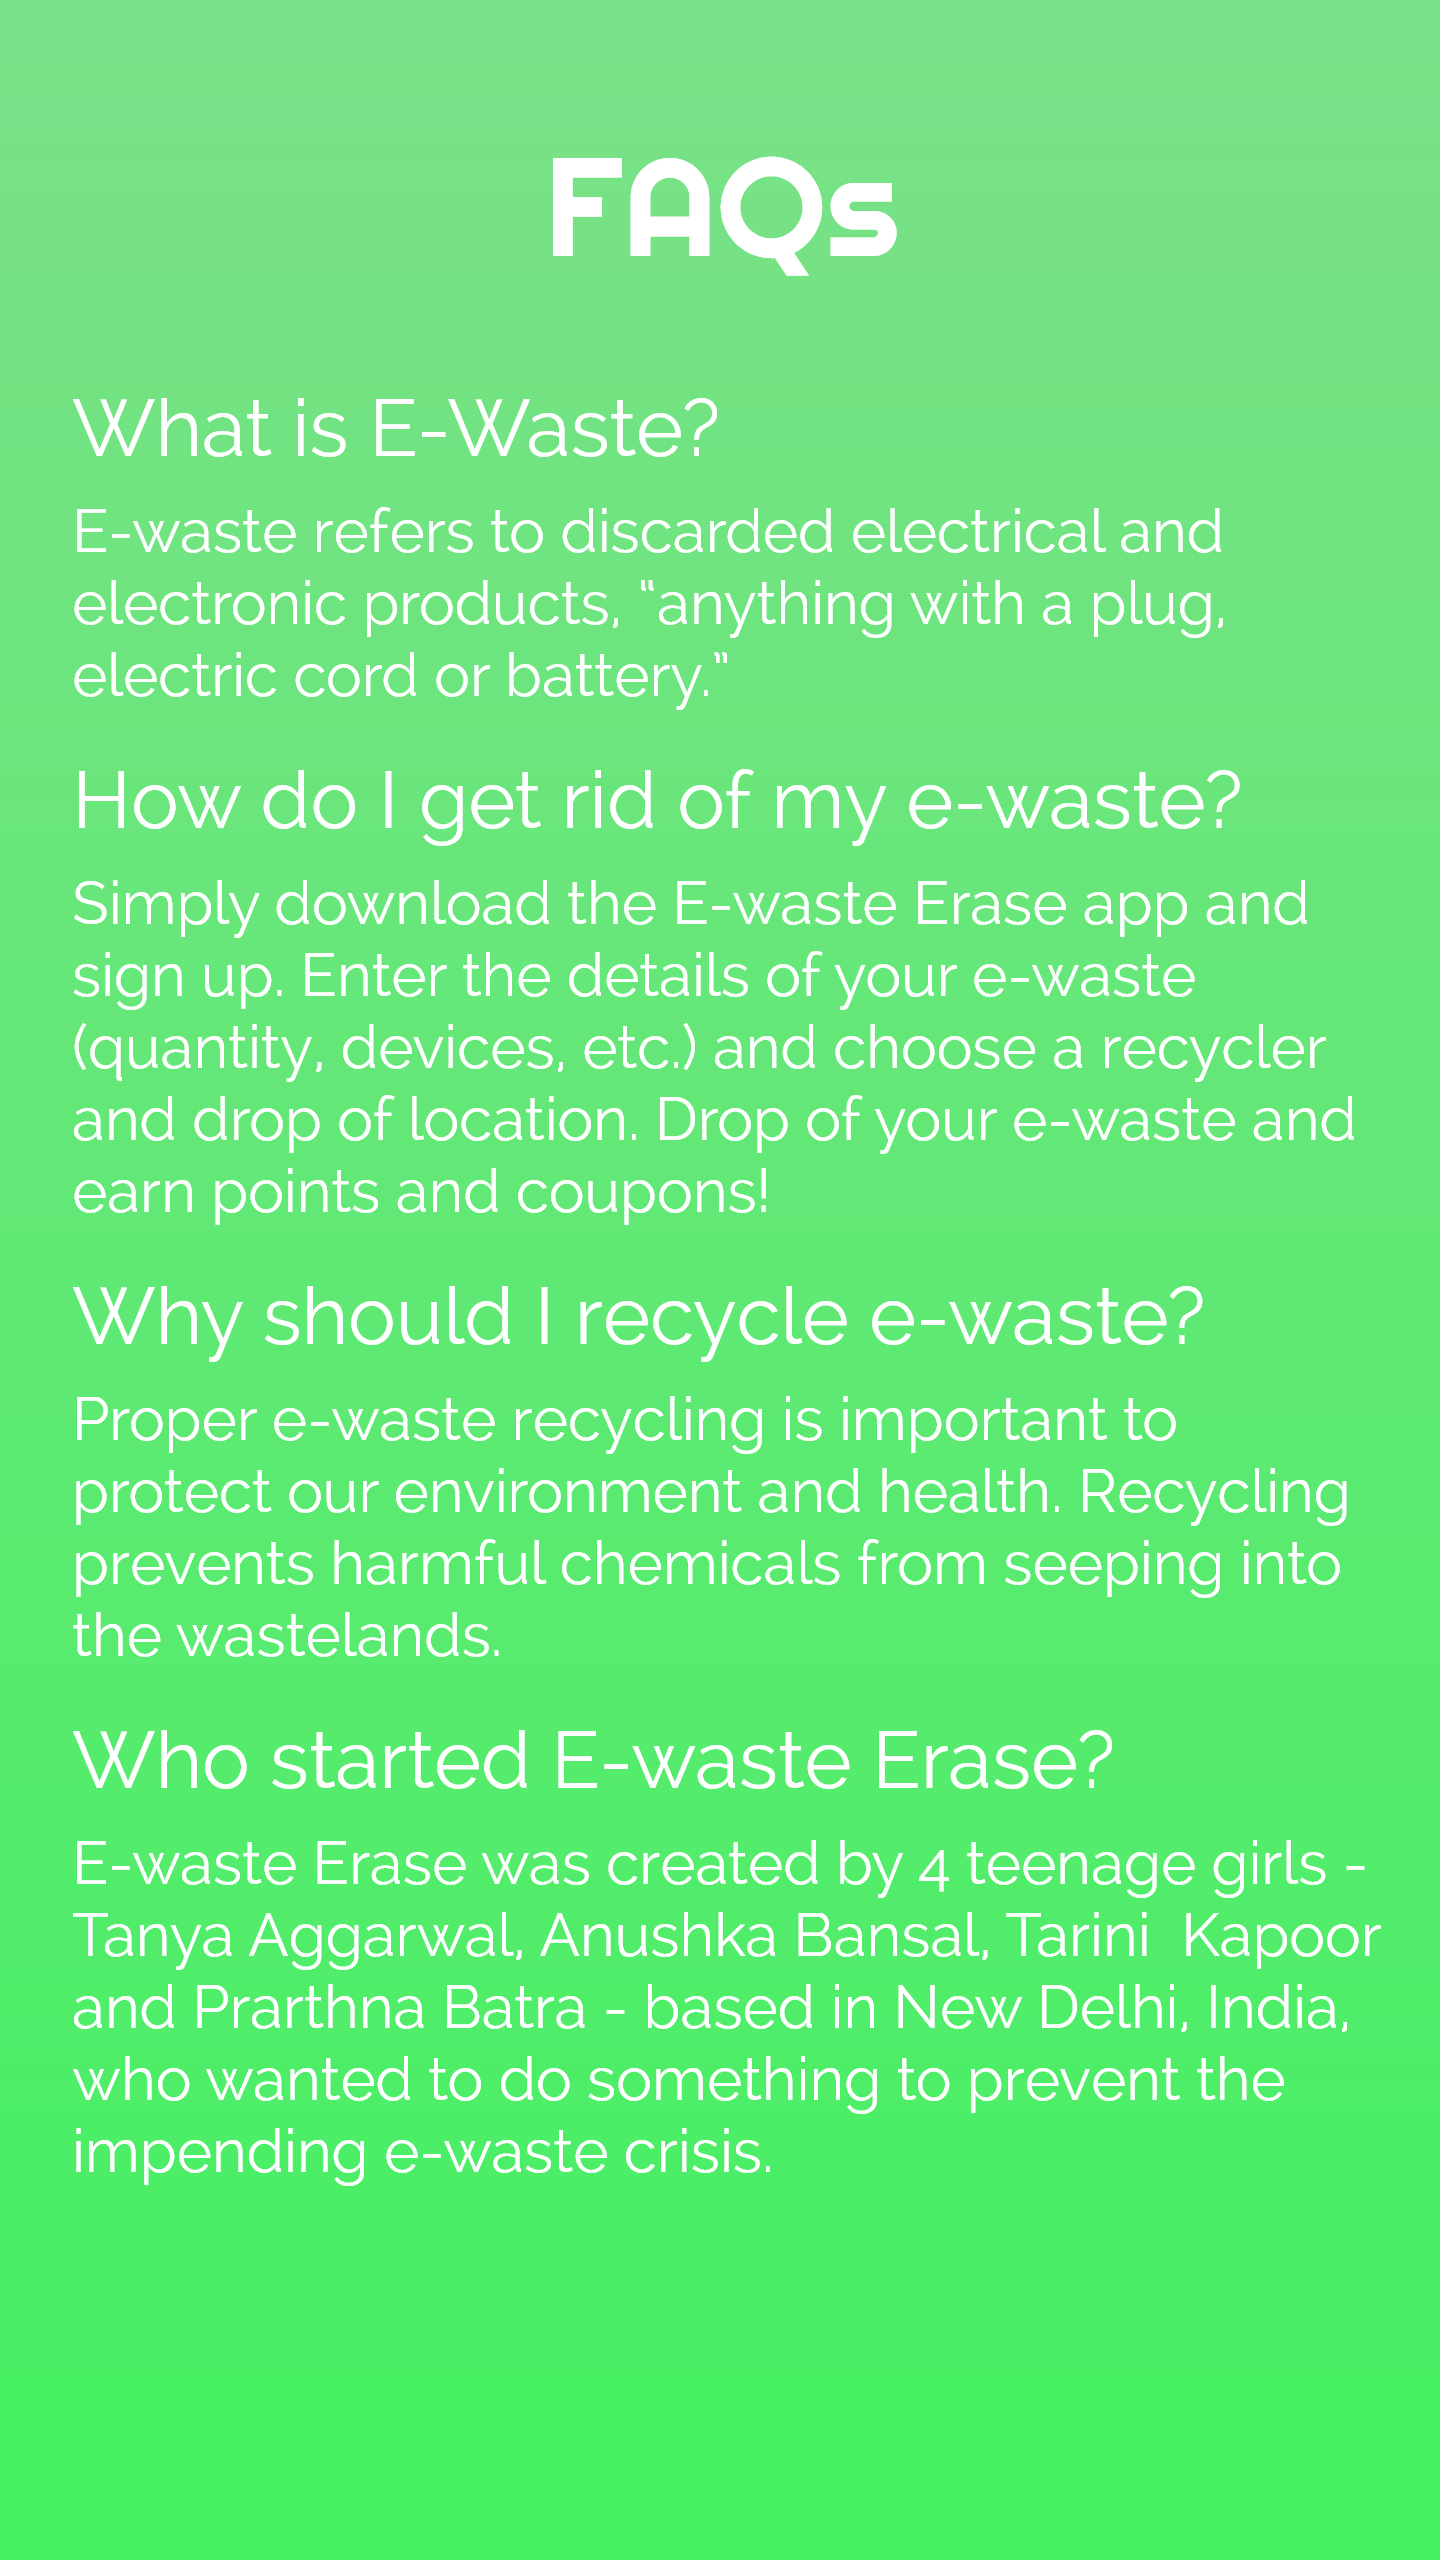 FAQs
What is E-Waste?
E-waste refers to discarded electrical and
electronic products, “anything with a plug,
electric cord or battery.”
How do I get rid of my e-waste?
Simply download the E-waste Erase app and
sign up. Enter the details of your e-waste
(quantity, devices, etc.) and choose a recycler
and drop of location. Drop of your e-waste and
earn points and coupons!
Why should I recycle e-waste?
Proper e-waste recycling is important to
protect our environment and health. Recycling
prevents harmful chemicals from seeping into
the wastelands.
Who started E-waste Erase?
E-waste Erase was created by 4 teenage girls -
Tanya Aggarwal, Anushka Bansal, Tarini  Kapoor
and Prarthna Batra - based in New Delhi, India,
who wanted to do something to prevent the
impending e-waste crisis.